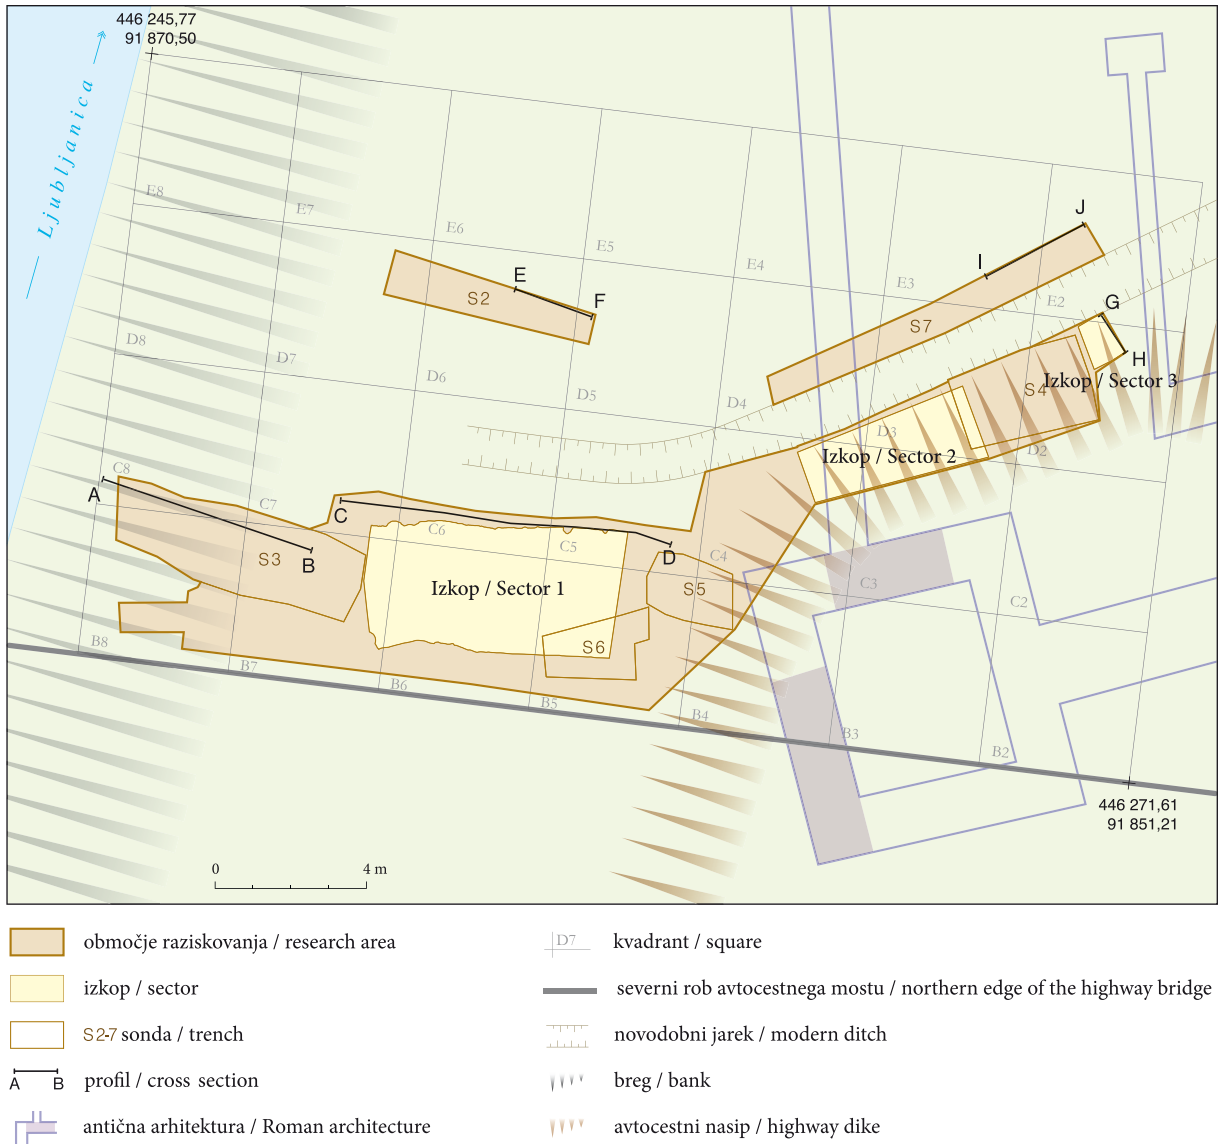 446 245,77
91 870,50
Ljubljanica
E8
E7
E6
E5
E4
E3
E2
J
I
E
F
S2
S7
G
H
D8
D7
D6
D5
D4
D3
D2
S4
Izkop / Sector 3
Izkop / Sector 2
C8
A
C7
C
C6
C5
C4
C3
C2
S3
B
D
Izkop / Sector 1
S5
S6
B8
B7
B6
B5
B4
B3
B2
446 271,61
91 851,21
0 4 m
območje raziskovanja / research area
izkop / sector
S2-7 sonda / trench
A B profil / cross section
antična arhitektura / Roman architecture
D7 kvadrant / square
severni rob avtocestnega mostu / northern edge of the highway bridge
novodobni jarek / modern ditch
breg / bank
avtocestni nasip / highway dike